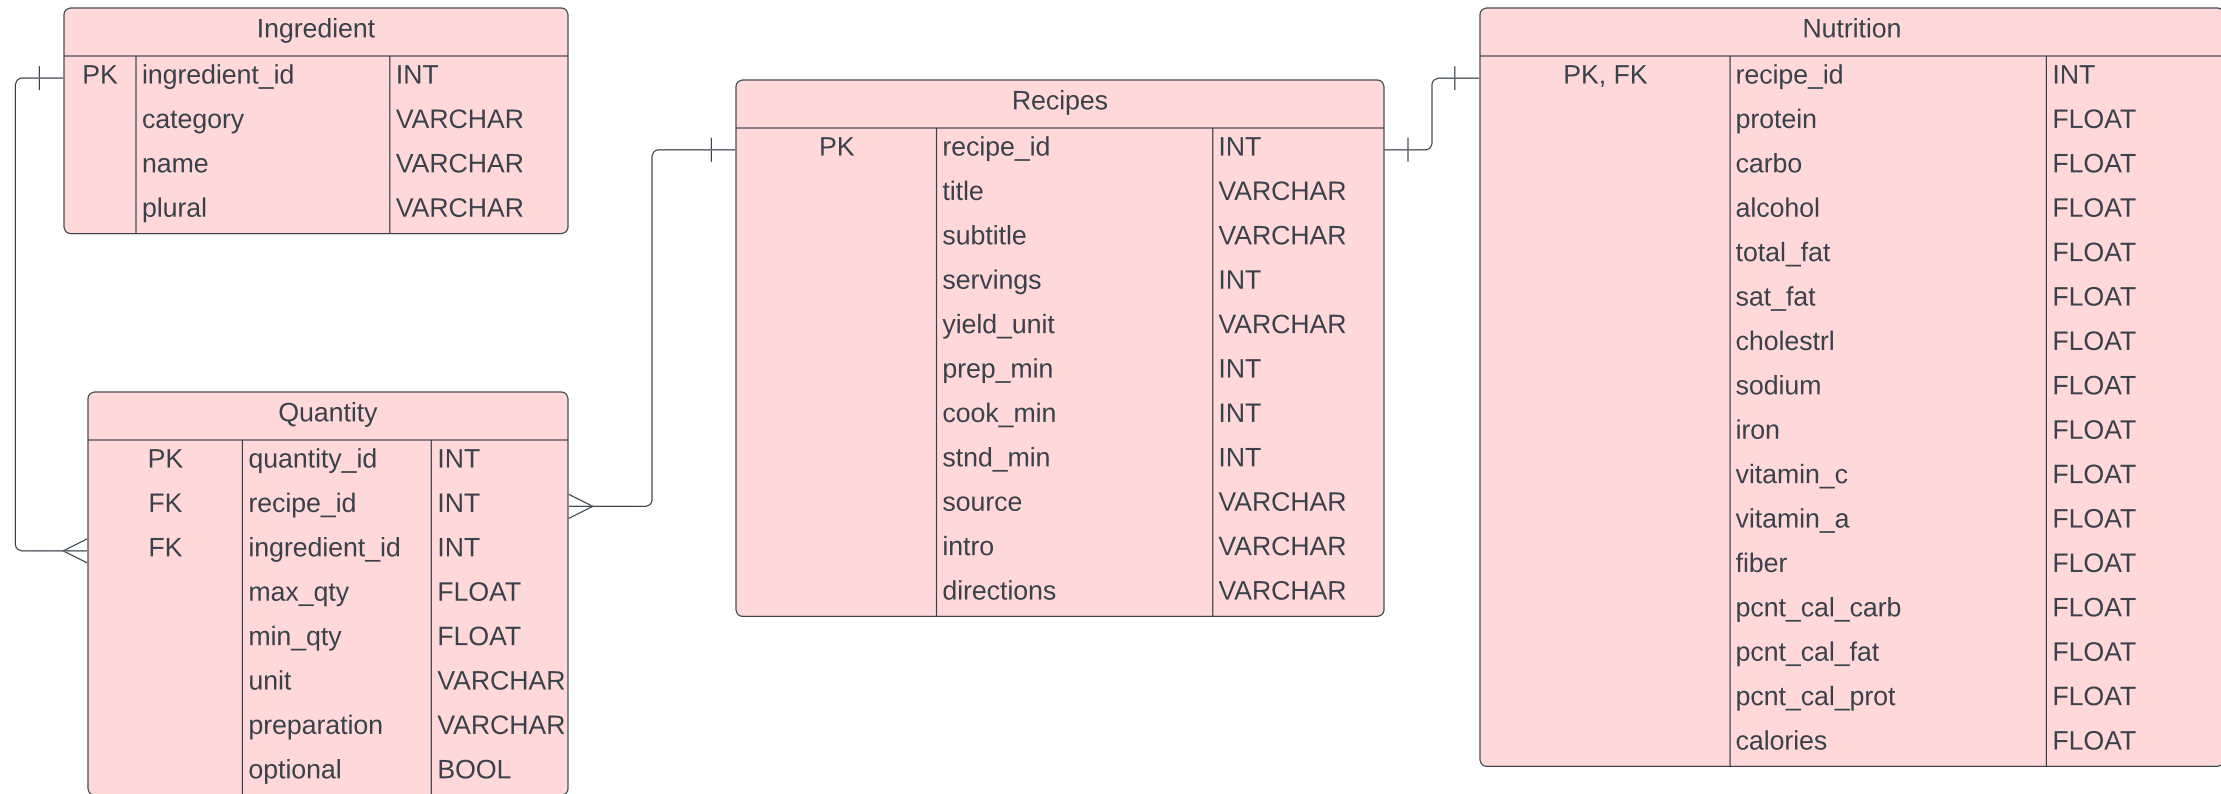 Ingredient
PK ingredient_id INT
category VARCHAR
name VARCHAR
plural VARCHAR
Quantity
PK quantity_id INT
FK recipe_id INT
FK ingredient_id INT
max_qty FLOAT
min_qty FLOAT
unit VARCHAR
preparation VARCHAR
optional BOOL
Recipes
PK recipe_id INT
title VARCHAR
subtitle VARCHAR
servings INT
yield_unit VARCHAR
prep_min INT
cook_min INT
stnd_min INT
source VARCHAR
intro VARCHAR
directions VARCHAR
Nutrition
PK, FK recipe_id INT
protein FLOAT
carbo FLOAT
alcohol FLOAT
total_fat FLOAT
sat_fat FLOAT
cholestrl FLOAT
sodium FLOAT
iron FLOAT
vitamin_c FLOAT
vitamin_a FLOAT
fiber FLOAT
pcnt_cal_carb FLOAT
pcnt_cal_fat FLOAT
pcnt_cal_prot FLOAT
calories FLOAT